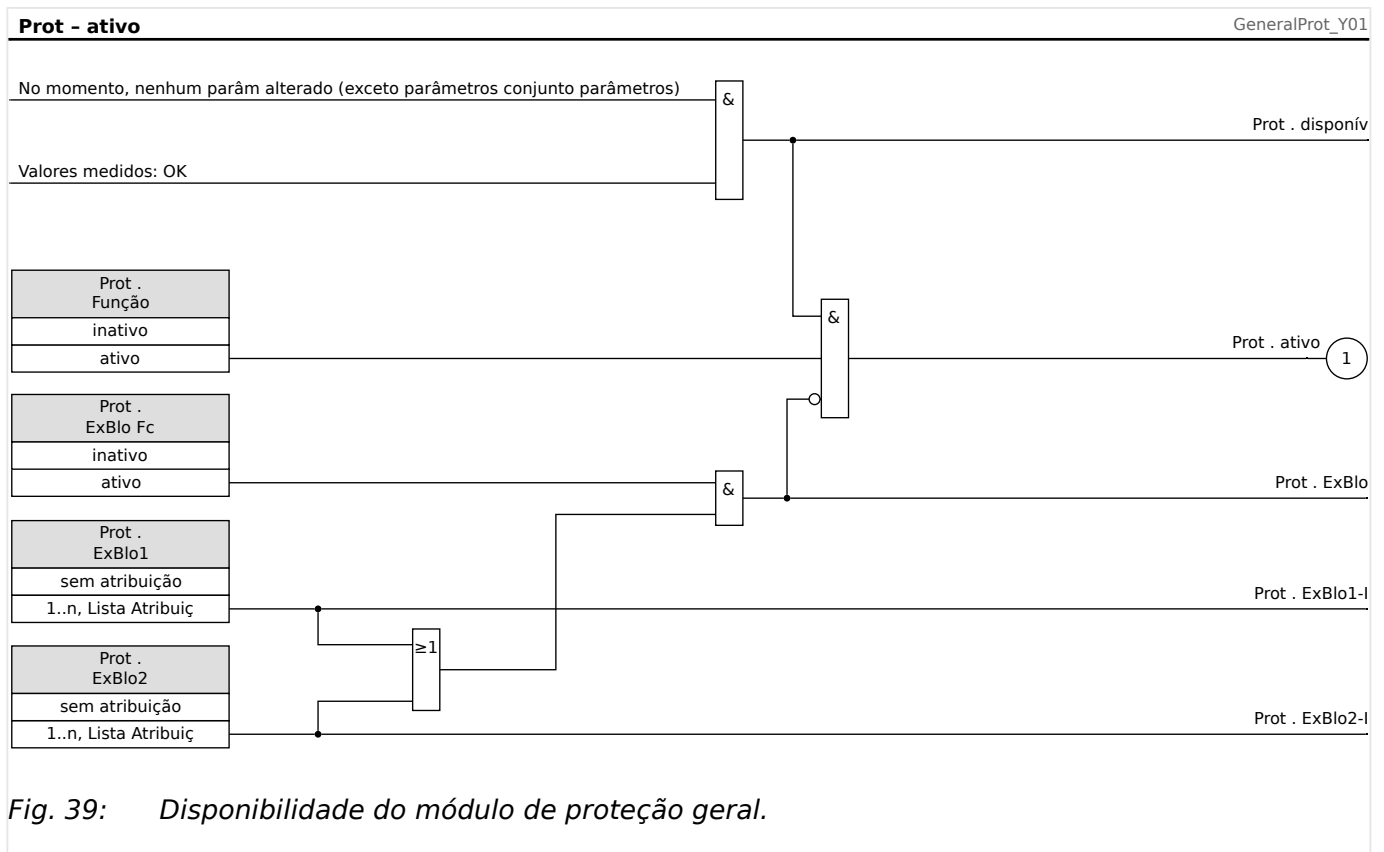 Prot – ativo
GeneralProt_Y01
No momento, nenhum parâm alterado (exceto parâmetros conjunto parâmetros)
&
Prot . disponív
Valores medidos: OK
Prot .
Função
inativo
ativo
&
Prot . ativo
1
Prot .
ExBlo Fc
inativo
ativo
&
Prot . ExBlo
Prot .
ExBlo1
sem atribuição
1..n, Lista Atribuiç
Prot . ExBlo1-I
≥1
Prot .
ExBlo2
sem atribuição
1..n, Lista Atribuiç
Prot . ExBlo2-I
Fig. 39: Disponibilidade do módulo de proteção geral.